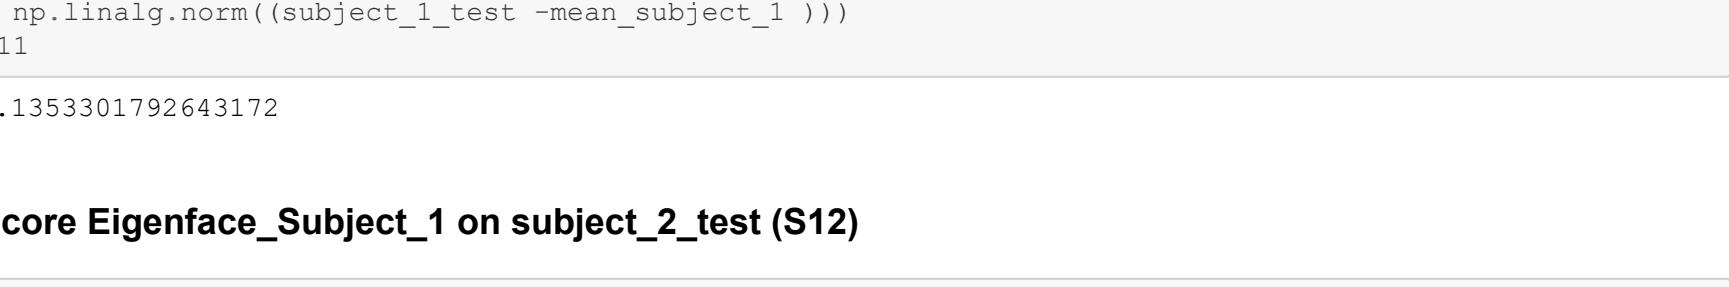 np.linalg.norm((subject_1_test -mean_subject_1 )))
11
.1353301792643172
core Eigenface_Subject_1 on subject_2_test (S12)